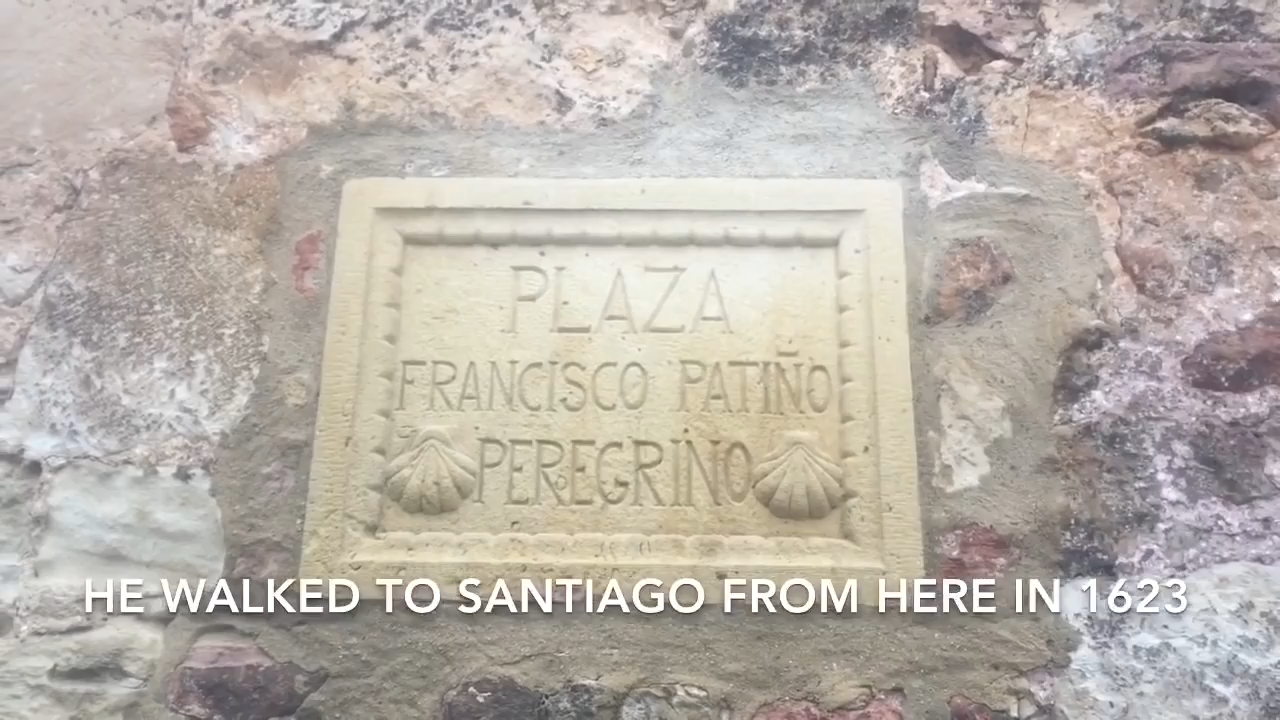 PLAZA
FRANCISCO PATIÑO
PEREGRINO
HE WALKED TO SANTIAGO FROM HERE IN 1623